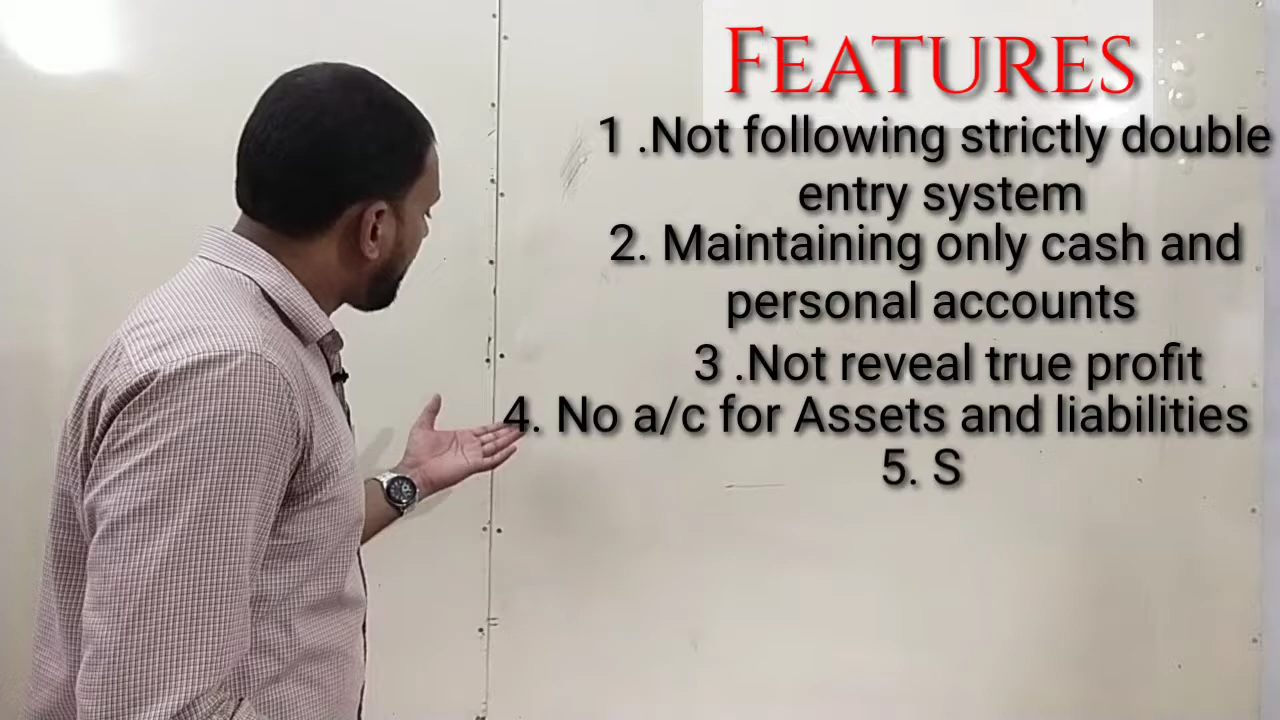 FEATURES
1 .Not following strictly double
entry system
2. Maintaining only cash and
personal accounts
3 .Not reveal true profit
4. No a/c for Assets and liabilities
5. S